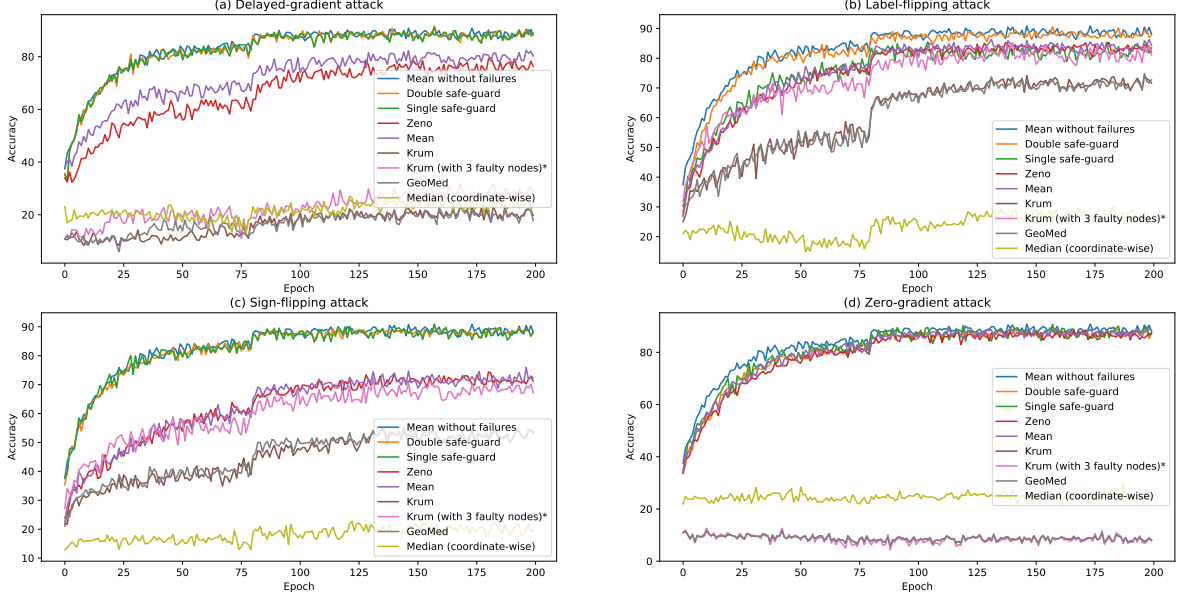 (a) Delayed-gradient attack
Accuracy
80
60
40
20
0 25 50 75 100 125 150 175 200
Epoch
Mean without failures
Double safe-guard
Single safe-guard
Zeno
Mean
Krum
Krum (with 3 faulty nodes)*
GeoMed
Median (coordinate-wise)
(b) Label-flipping attack
Accuracy
90
80
70
60
50
40
30
20
0 25 50 75 100 125 150 175 200
Epoch
Mean without failures
Double safe-guard
Single safe-guard
Zeno
Mean
Krum
Krum (with 3 faulty nodes)*
GeoMed
Median (coordinate-wise)
(c) Sign-flipping attack
Accuracy
90
80
70
60
50
40
30
20
10
0 25 50 75 100 125 150 175 200
Epoch
Mean without failures
Double safe-guard
Single safe-guard
Zeno
Mean
Krum
Krum (with 3 faulty nodes)*
GeoMed
Median (coordinate-wise)
(d) Zero-gradient attack
Accuracy
80
60
40
20
0
0 25 50 75 100 125 150 175 200
Epoch
Mean without failures
Double safe-guard
Single safe-guard
Zeno
Mean
Krum
Krum (with 3 faulty nodes)*
GeoMed
Median (coordinate-wise)